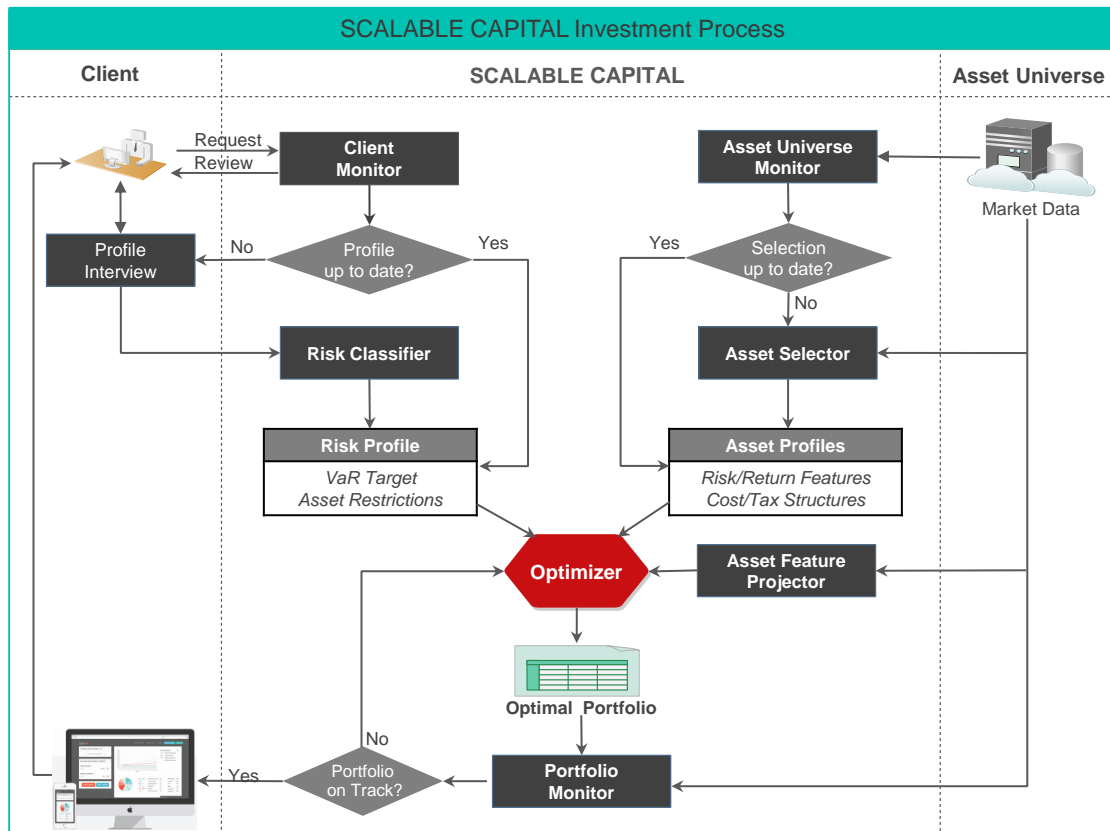 SCALABLE CAPITAL Investment Process
Client
SCALABLE CAPITAL
Asset Universe
Request
Review
Client
Monitor
Asset Universe
Monitor
Market Data
Profile
Interview
No
Profile
up to date?
Yes
Yes
Selection
up to date?
No
Risk Classifier
Asset Selector
Risk Profile
VaR Target
Asset Restrictions
Asset Profiles
Risk/Return Features
Cost/Tax Structures
Optimizer
Asset Feature
Projector
Optimal Portfolio
No
Yes
Portfolio
on Track?
Portfolio
Monitor